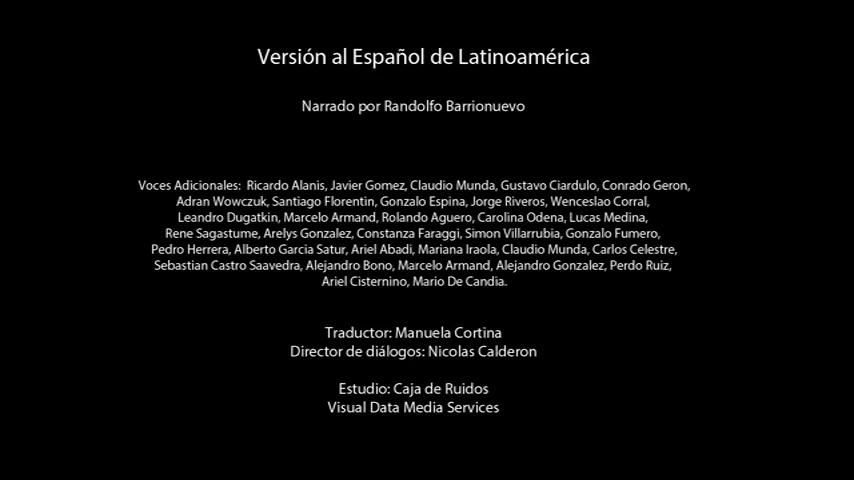 Versión al Español de Latinoamérica
Narrado por Randolfo Barrionuevo
Voces Adicionales: Ricardo Alanis, Javier Gomez, Claudio Munda, Gustavo Ciardulo, Conrado Geron,
Adran Wowczuk, Santiago Florentin, Gonzalo Espina, Jorge Riveros, Wenceslao Corral,
Leandro Dugatkin, Marcelo Armand, Rolando Aguero, Carolina Odena, Lucas Medina,
Rene Sagastume, Arelys Gonzalez, Constanza Faraggi, Simon Villarrubia, Gonzalo Fumero,
Pedro Herrera, Alberto Garcia Satur, Ariel Abadi, Mariana Iraola, Claudio Munda, Carlos Celestre,
Sebastian Castro Saavedra, Alejandro Bono, Marcelo Armand, Alejandro Gonzalez, Perdo Ruiz,
Ariel Cisternino, Mario De Candia.
Traductor: Manuela Cortina
Director de diálogos: Nicolas Calderon
Estudio: Caja de Ruidos
Visual Data Media Services